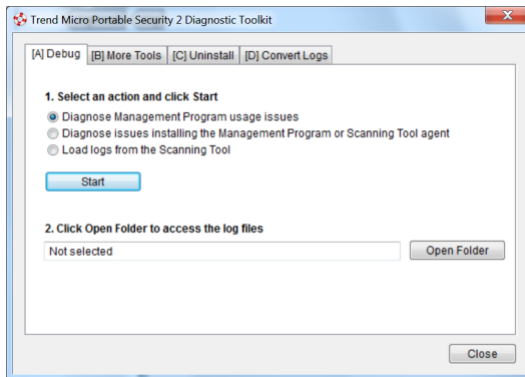 Trend Micro Portable Security 2 Diagnostic Toolkit
[A] Debug [B] More Tools [C] Uninstall [D] Convert Logs
1. Select an action and click Start
Diagnose Management Program usage issues
Diagnose issues installing the Management Program or Scanning Tool agent
Load logs from the Scanning Tool
Start
2. Click Open Folder to access the log files
Not selected Open Folder
Close